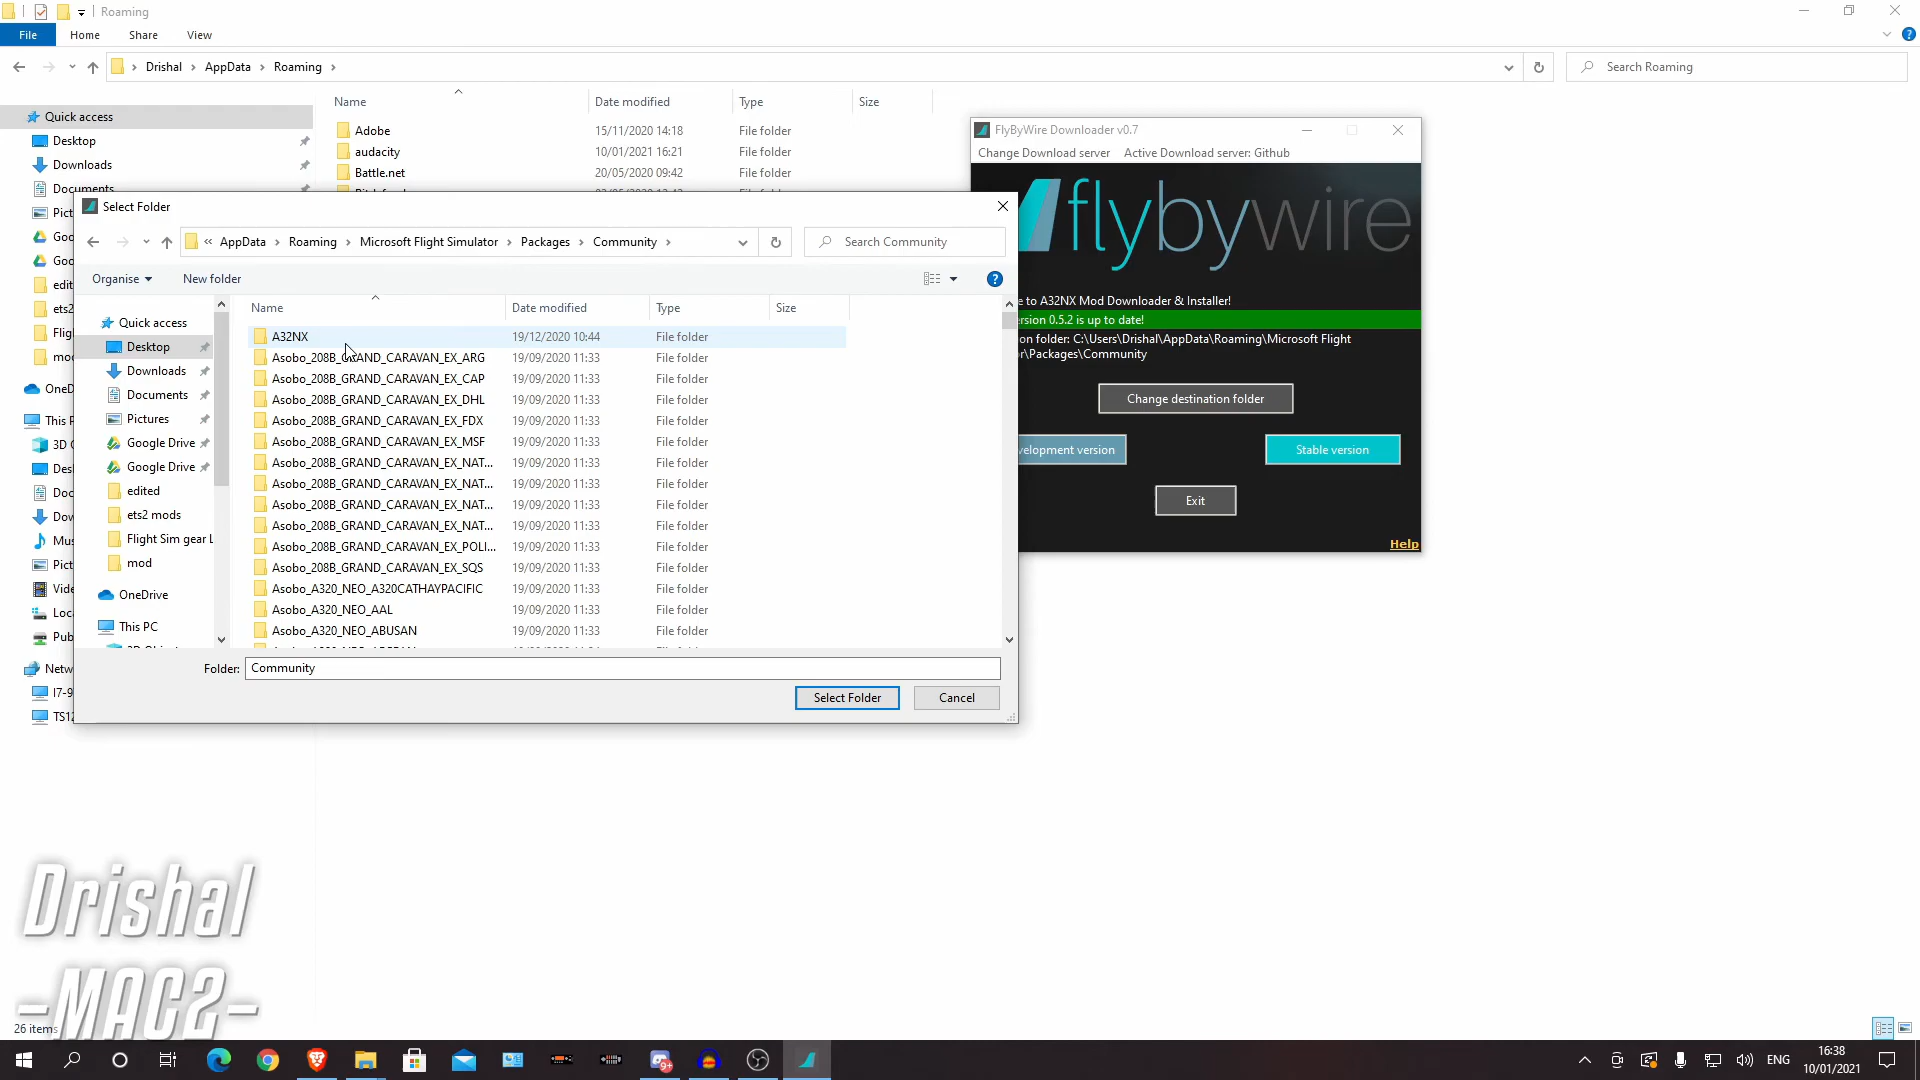 Roaming
File
Home
Share
View
Drishal
AppData
Roaming
Search Roaming
Quick access
Desktop
Downloads
Documents
Name
Date modified
Type
Size
Adobe
15/11/2020 14:18
File folder
audacity
10/01/2021 16:21
File folder
Battle.net
20/05/2020 09:42
File folder
26 items
Select Folder
« AppData
Roaming
Microsoft Flight Simulator
Packages
Community
Search Community
Organise
New folder
Quick access
Desktop
Downloads
Documents
Pictures
Google Drive
Google Drive
edited
ets2 mods
Flight Sim gear L
mod
OneDrive
This PC
Name
Date modified
Type
Size
A32NX
19/12/2020 10:44
File folder
Asobo_208B_GRAND_CARAVAN_EX_ARG
19/09/2020 11:33
File folder
Asobo_208B_GRAND_CARAVAN_EX_CAP
19/09/2020 11:33
File folder
Asobo_208B_GRAND_CARAVAN_EX_DHL
19/09/2020 11:33
File folder
Asobo_208B_GRAND_CARAVAN_EX_FDX
19/09/2020 11:33
File folder
Asobo_208B_GRAND_CARAVAN_EX_MSF
19/09/2020 11:33
File folder
Asobo_208B_GRAND_CARAVAN_EX_NAT...
19/09/2020 11:33
File folder
Asobo_208B_GRAND_CARAVAN_EX_NAT...
19/09/2020 11:33
File folder
Asobo_208B_GRAND_CARAVAN_EX_NAT...
19/09/2020 11:33
File folder
Asobo_208B_GRAND_CARAVAN_EX_NAT...
19/09/2020 11:33
File folder
Asobo_208B_GRAND_CARAVAN_EX_POLI...
19/09/2020 11:33
File folder
Asobo_208B_GRAND_CARAVAN_EX_SQS
19/09/2020 11:33
File folder
Asobo_A320_NEO_A320CATHAYPACIFIC
19/09/2020 11:33
File folder
Asobo_A320_NEO_AAL
19/09/2020 11:33
File folder
Asobo_A320_NEO_ABUSAN
19/09/2020 11:33
File folder
Folder:
Community
Select Folder
Cancel
FlyByWire Downloader v0.7
Change Download server
Active Download server: Github
flybywire
e to A32NX Mod Downloader & Installer!
ersion 0.5.2 is up to date!
on folder: C:\Users\Drishal\AppData\Roaming\Microsoft Flight
r\Packages\Community
Change destination folder
velopment version
Stable version
Exit
Help
Drishal
-MAC2-
ENG
16:38
10/01/2021